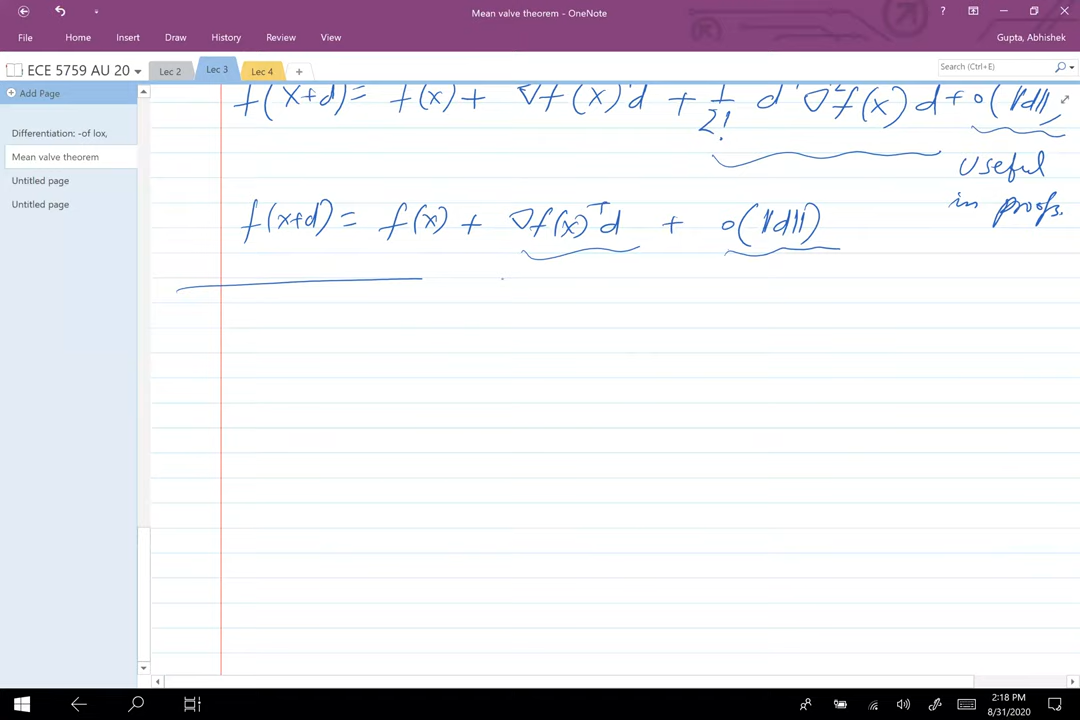 Mean valve theorem - OneNote
File Home Insert Draw History Review View
Gupta, Abhishek
ECE 5759 AU 20
Lec 2 Lec 3 Lec 4 +
Search (Ctrl+E)
Add Page
Differentiation: -of lox,
Mean valve theorem
Untitled page
Untitled page
f(x+d) = f(x) + ∇f(x)'d + 1/2! d' ∇²f(x) d + o(‖d‖
useful
in proofs.
f(x+d) = f(x) + ∇f(x)ᵀd + o(‖d‖)
2:18 PM
8/31/2020